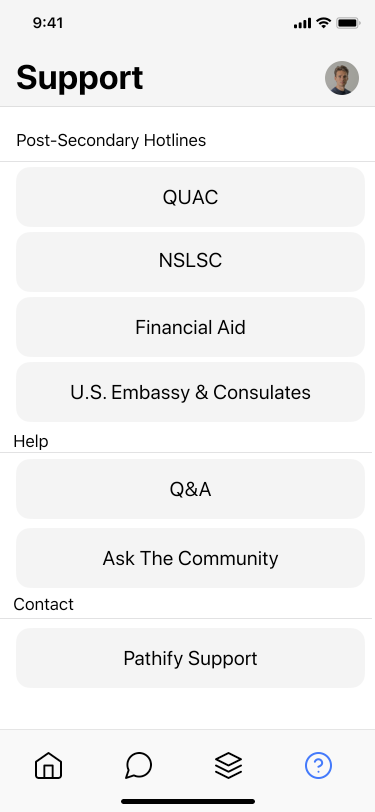 9:41
Support
Post-Secondary Hotlines
QUAC
NSLSC
Financial Aid
U.S. Embassy & Consulates
Help
Q&A
Ask The Community
Contact
Pathify Support